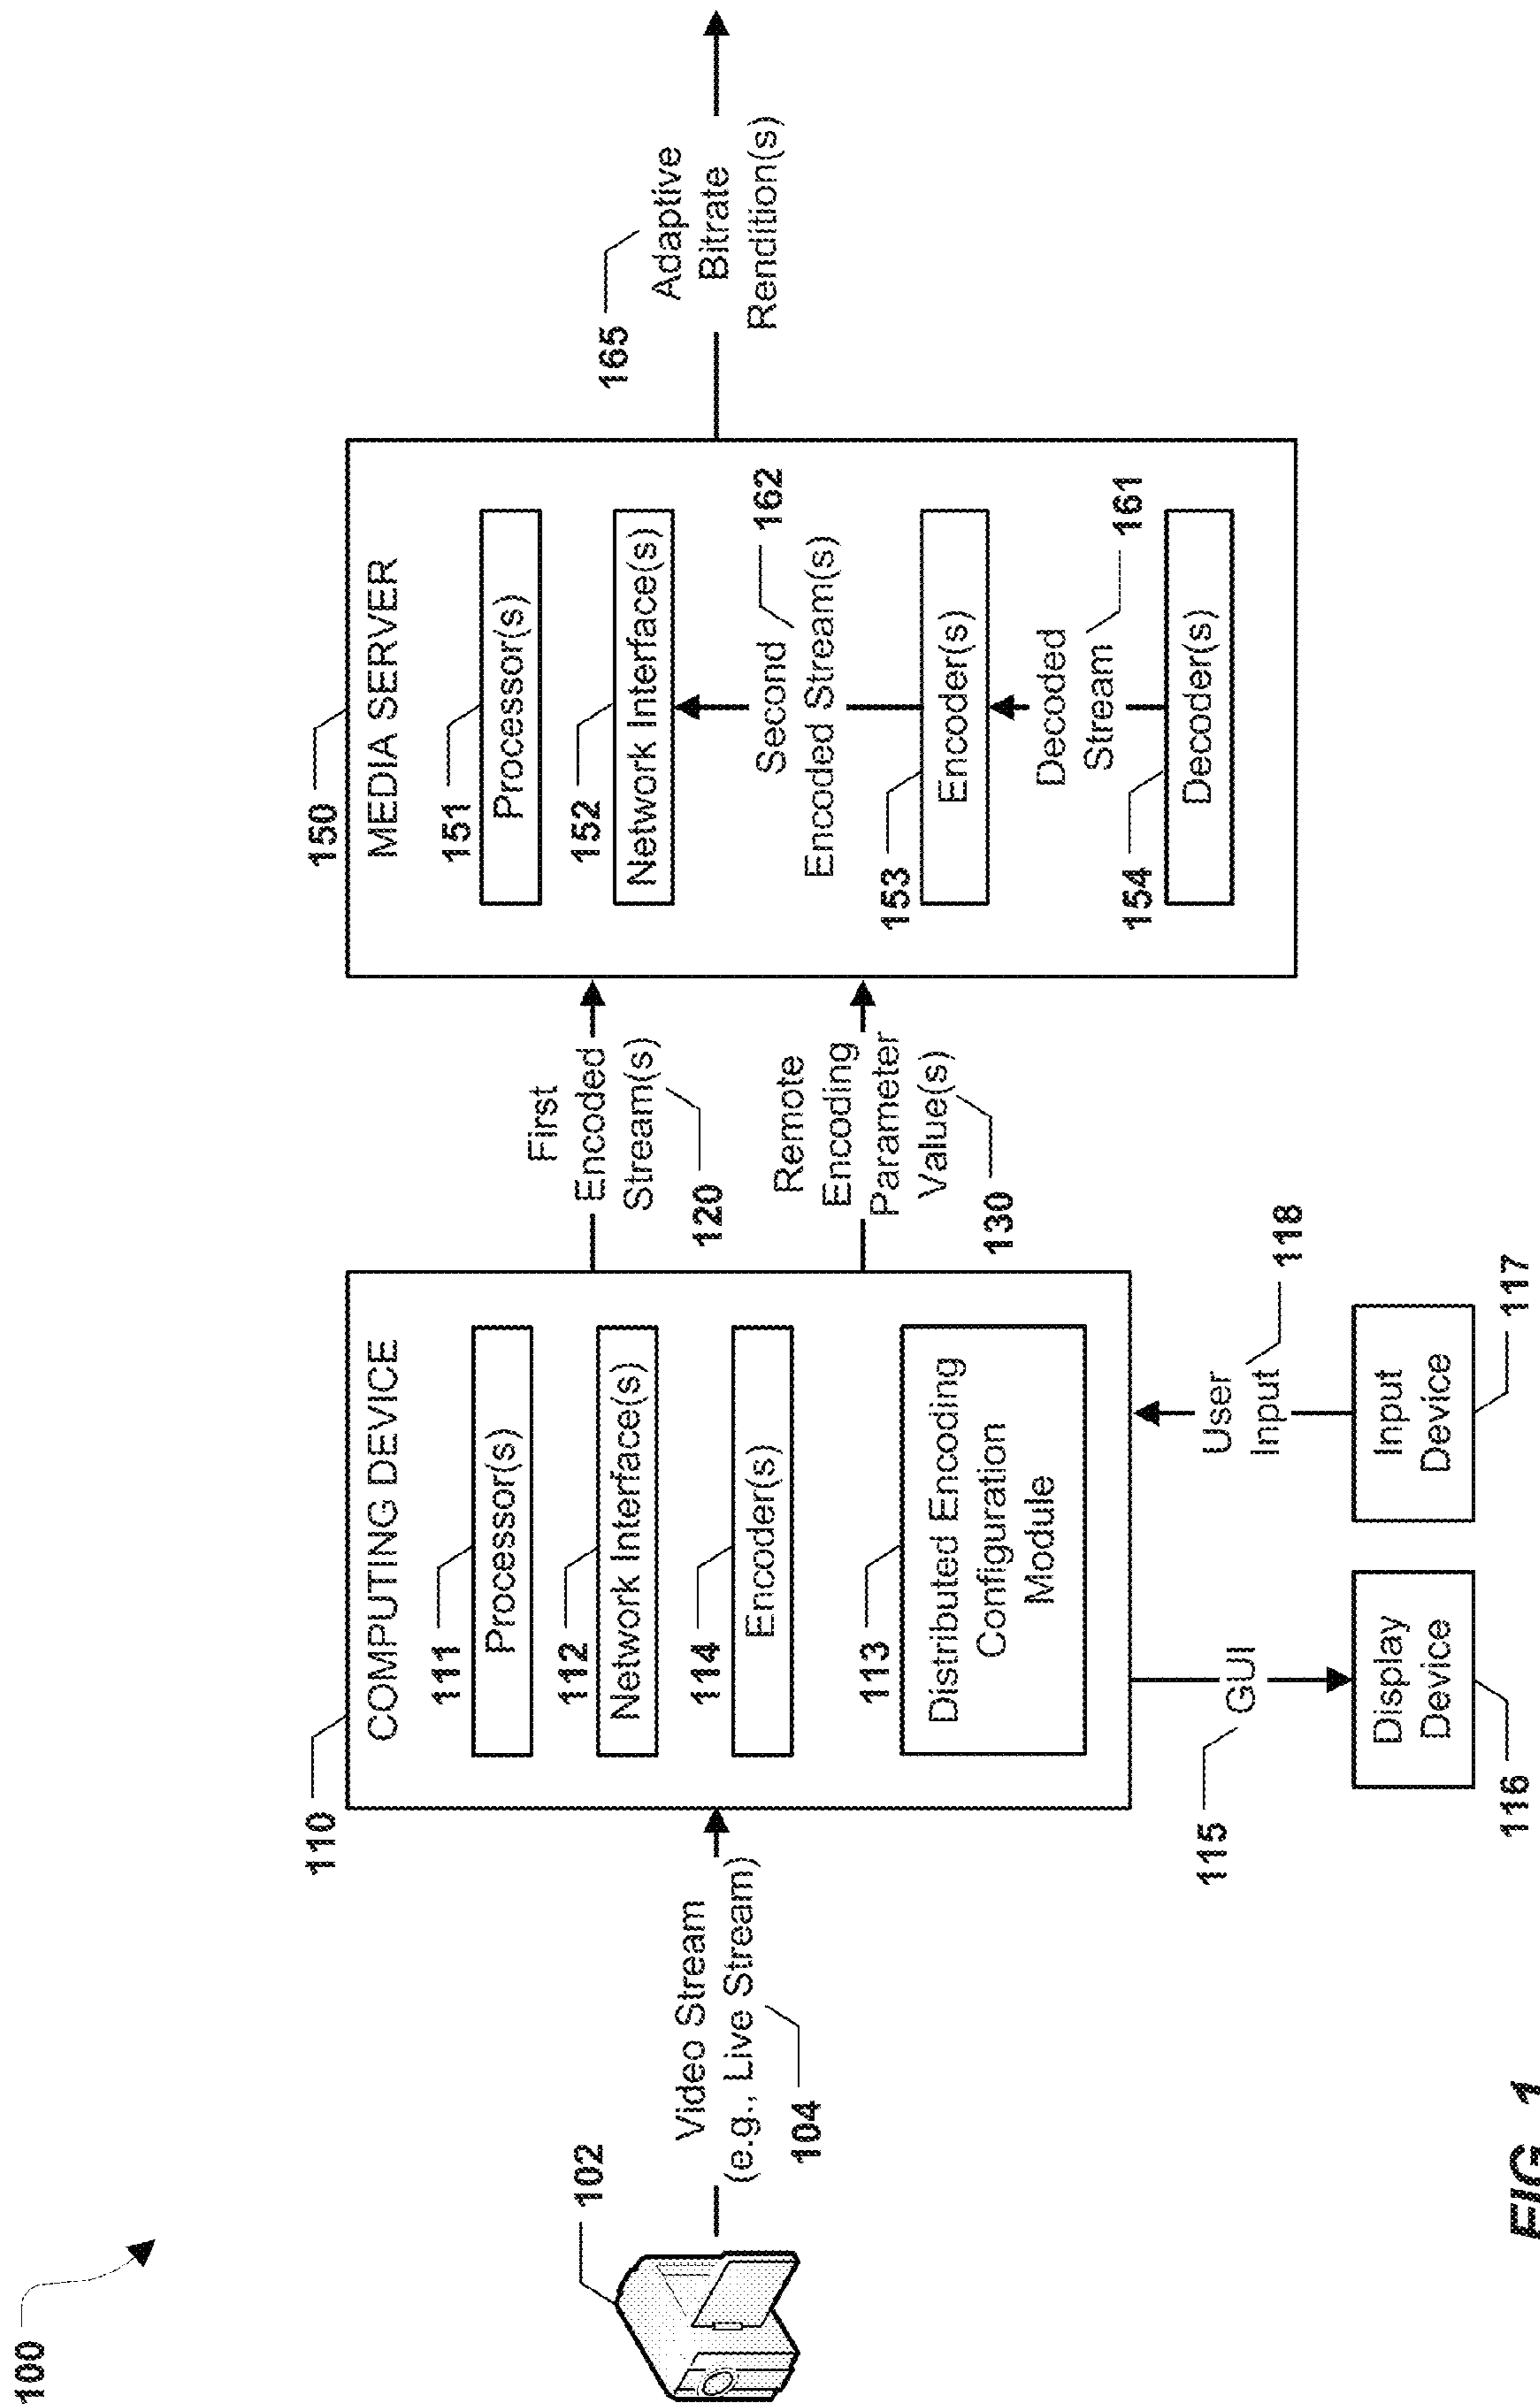 100
102
Video Stream
(e.g., Live Stream)
104
110
COMPUTING DEVICE
111
Processor(s)
112
Network Interface(s)
114
Encoder(s)
113
Distributed Encoding
Configuration
Module
115
GUI
Display
Device
116
User
Input
118
Input
Device
117
First
Encoded
Stream(s)
120
Remote
Encoding
Parameter
Value(s)
130
150
MEDIA SERVER
151
Processor(s)
152
Network Interface(s)
Second
Encoded Stream(s)
162
153
Encoder(s)
Decoded
Stream
161
154
Decoder(s)
165
Adaptive
Bitrate
Rendition(s)
FIG. 1